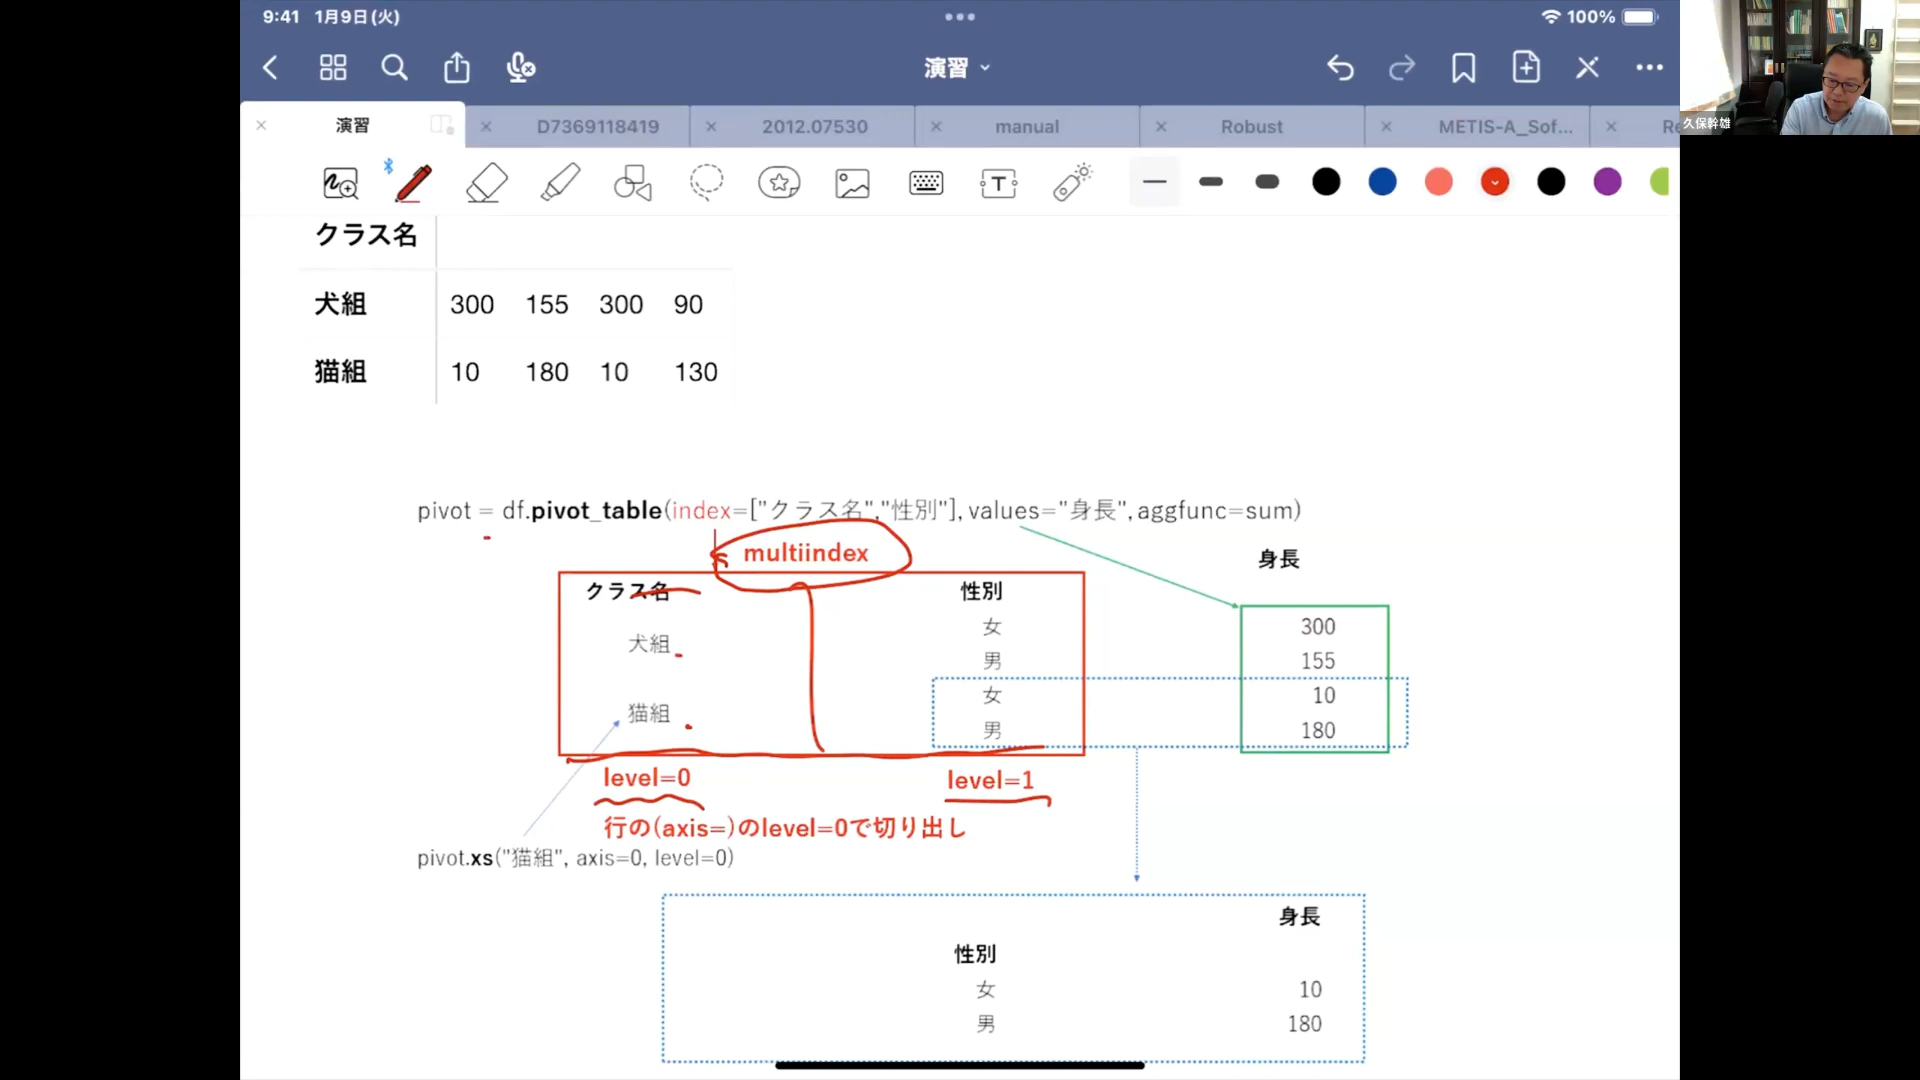 9:41 1月9日(火)
100%
演習
久保幹雄
演習 D7369118419 2012.07530 manual Robust METIS-A_Sof... Re
クラス名
犬組 300 155 300 90
猫組 10 180 10 130
pivot = df.pivot_table(index=["クラス名","性別"], values="身長", aggfunc=sum)
multiindex
身長
クラス名 性別
女 300
犬組
男 155
女 10
猫組
男 180
level=0 level=1
行の(axis=)のlevel=0で切り出し
pivot.xs("猫組", axis=0, level=0)
身長
性別
女 10
男 180